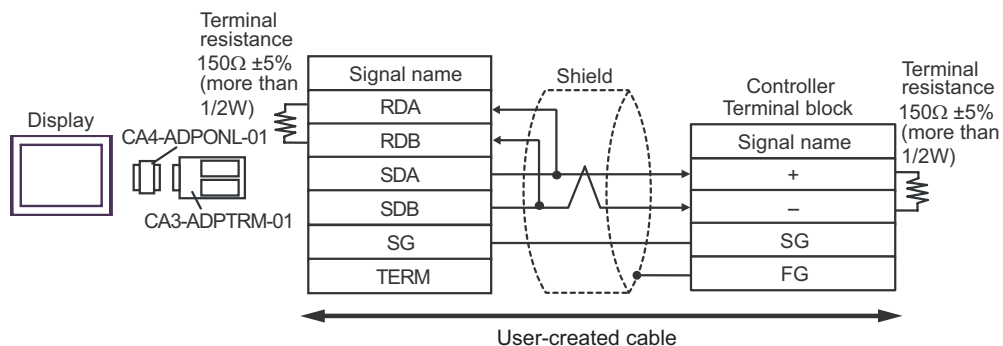 Terminal
resistance
150Ω ±5%
(more than
1/2W)
Display
CA4-ADPONL-01
CA3-ADPTRM-01
Signal name
RDA
RDB
SDA
SDB
SG
TERM
Shield
Controller
Terminal block
Signal name
+
–
SG
FG
Terminal
resistance
150Ω ±5%
(more than
1/2W)
User-created cable